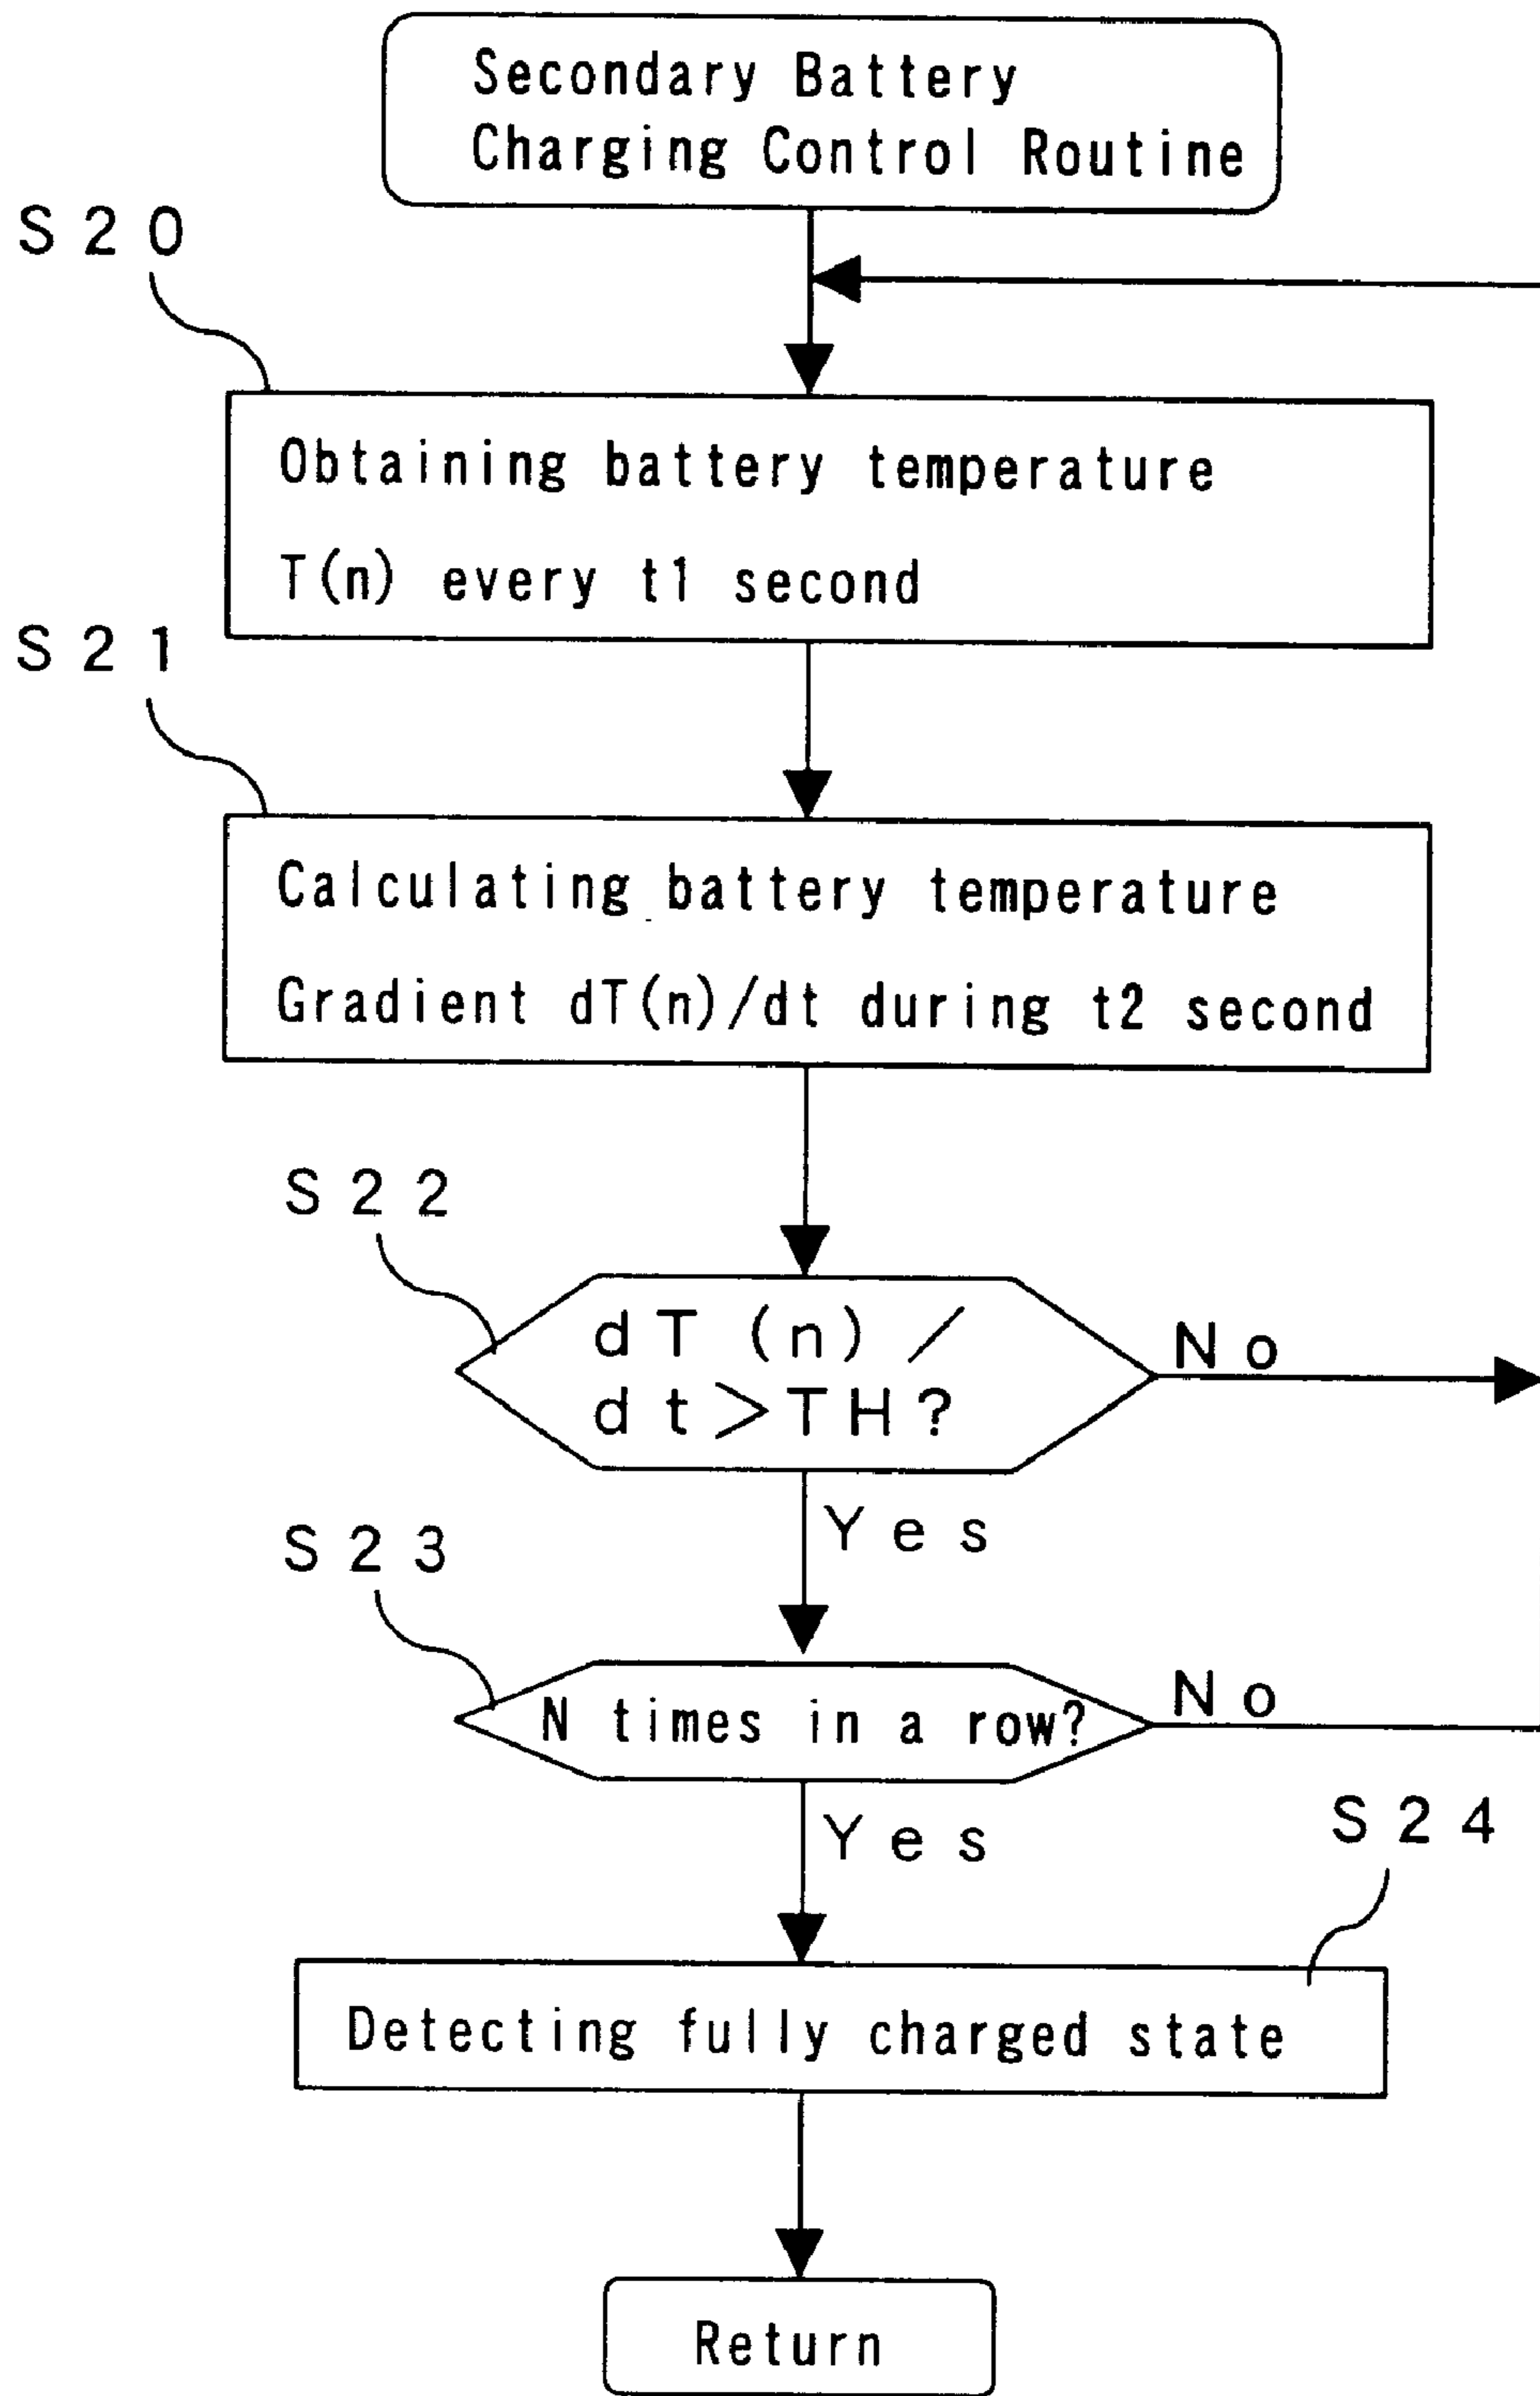 Secondary Battery
Charging Control Routine
S20
Obtaining battery temperature
T(n) every t1 second
S21
Calculating battery temperature
Gradient dT(n)/dt during t2 second
S22
dT(n)/
dt>TH?
No
Yes
S23
N times in a row?
No
Yes
S24
Detecting fully charged state
Return